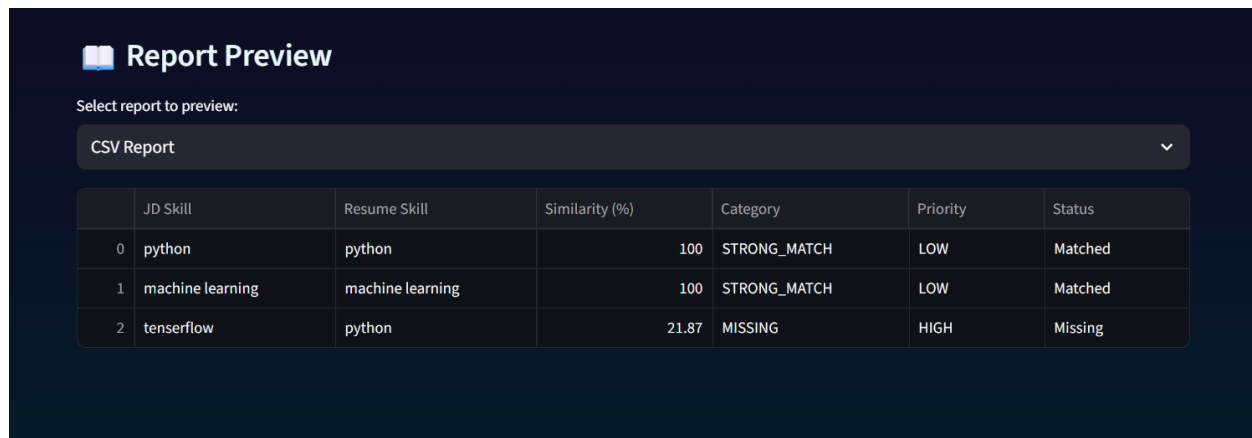 📖 Report Preview
Select report to preview:
CSV Report
JD Skill Resume Skill Similarity (%) Category Priority Status
0 python python 100 STRONG_MATCH LOW Matched
1 machine learning machine learning 100 STRONG_MATCH LOW Matched
2 tenserflow python 21.87 MISSING HIGH Missing